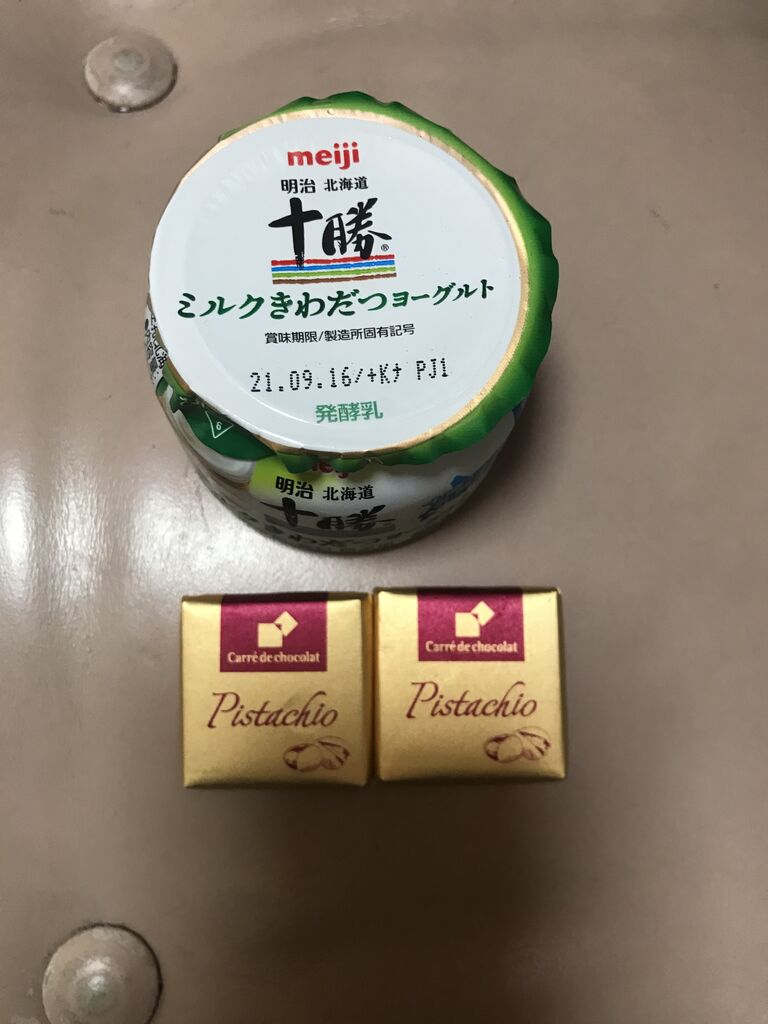 meiji
明治 北海道
十勝®
ミルクきわだつヨーグルト
賞味期限/製造所固有記号
21.09.16/+Kﾅ PJ1
発酵乳
6
明治 北海道
十勝
Carré de chocolat
Pistachio
Carré de chocolat
Pistachio